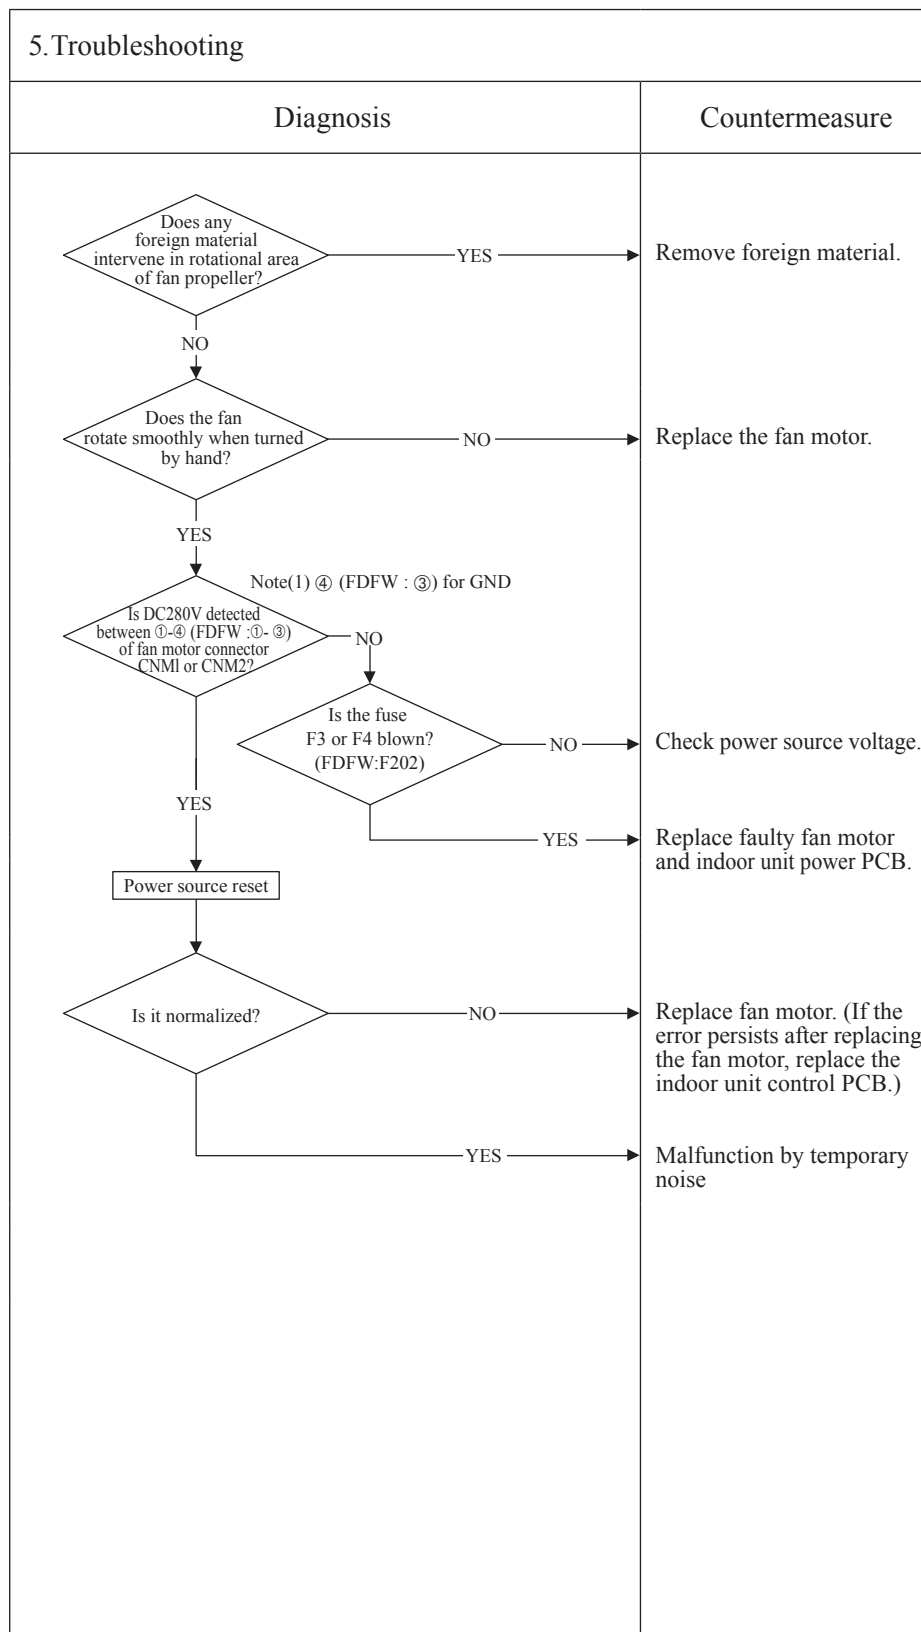 5.Troubleshooting
Diagnosis
Countermeasure
Does any
foreign material
intervene in rotational area
of fan propeller?
YES
Remove foreign material.
NO
Does the fan
rotate smoothly when turned
by hand?
NO
Replace the fan motor.
YES
Note(1) ④ (FDFW : ③) for GND
Is DC280V detected
between ①-④ (FDFW :①- ③)
of fan motor connector
CNMl or CNM2?
NO
Is the fuse
F3 or F4 blown?
(FDFW:F202)
NO
Check power source voltage.
YES
YES
Replace faulty fan motor
and indoor unit power PCB.
Power source reset
Is it normalized?
NO
Replace fan motor. (If the
error persists after replacing
the fan motor, replace the
indoor unit control PCB.)
YES
Malfunction by temporary
noise